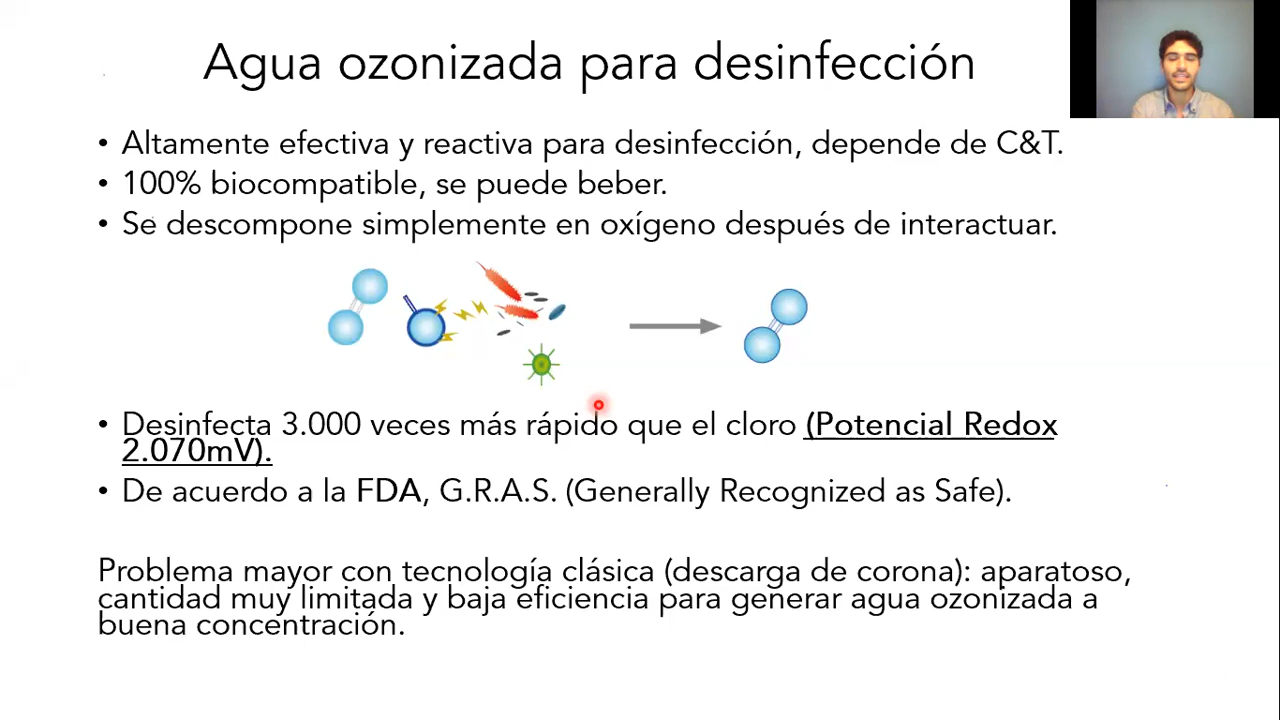 Agua ozonizada para desinfección
• Altamente efectiva y reactiva para desinfección, depende de C&T.
• 100% biocompatible, se puede beber.
• Se descompone simplemente en oxígeno después de interactuar.
• Desinfecta 3.000 veces más rápido que el cloro (Potencial Redox
2.070mV).
• De acuerdo a la FDA, G.R.A.S. (Generally Recognized as Safe).
Problema mayor con tecnología clásica (descarga de corona): aparatoso,
cantidad muy limitada y baja eficiencia para generar agua ozonizada a
buena concentración.